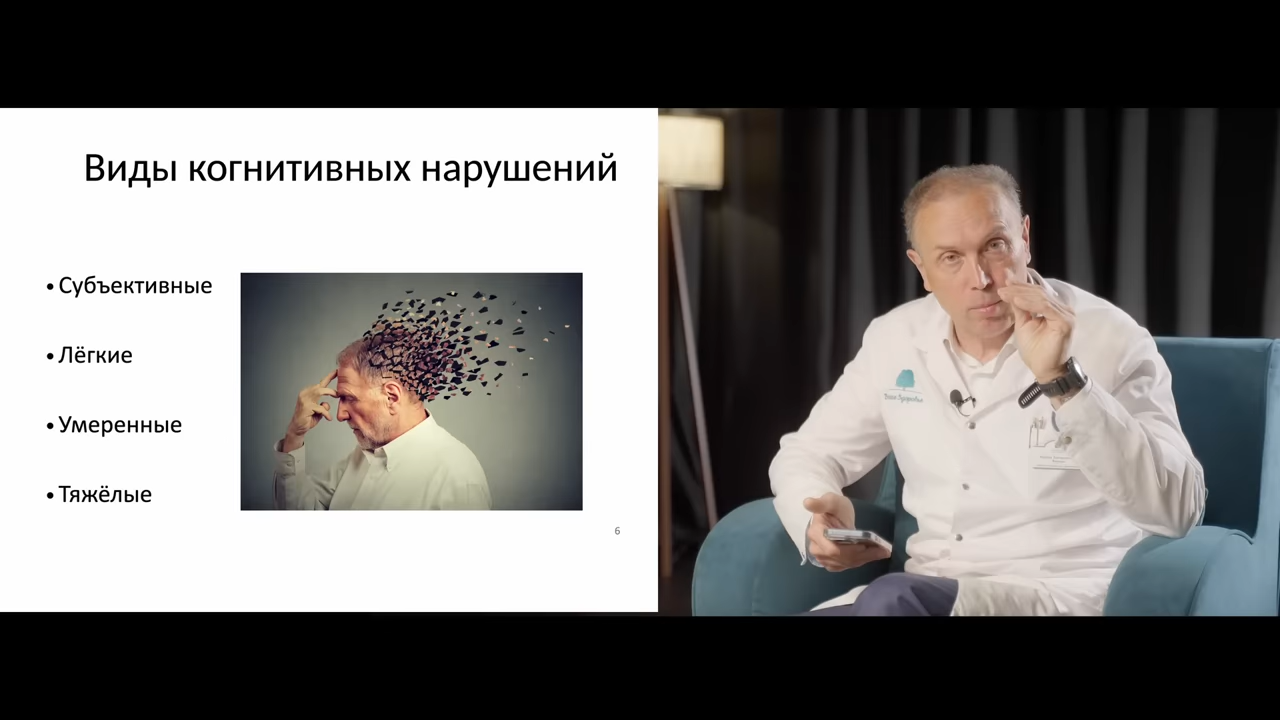 Виды когнитивных нарушений
• Субъективные
• Лёгкие
• Умеренные
• Тяжёлые
6